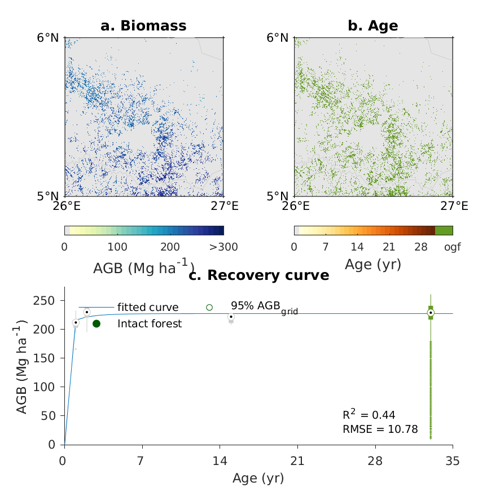 a. Biomass
b. Age
6°N
5°N
26°E
27°E
6°N
5°N
26°E
27°E
0 100 200 >300
AGB (Mg ha-1)
0 7 14 21 28 ogf
Age (yr)
c. Recovery curve
AGB (Mg ha-1)
250
200
150
100
50
0
fitted curve
95% AGBgrid
Intact forest
R2 = 0.44
RMSE = 10.78
0 7 14 21 28 35
Age (yr)